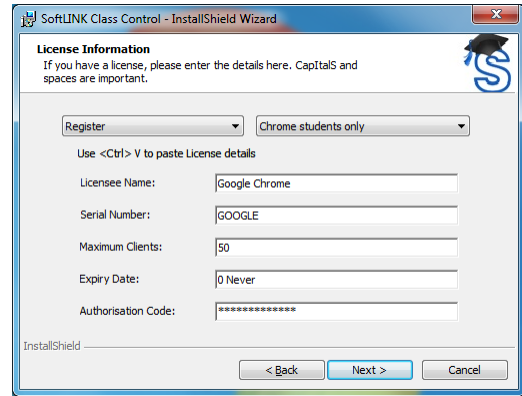 SoftLINK Class Control - InstallShield Wizard
License Information
If you have a license, please enter the details here. CapItalS and
spaces are important.
Register Chrome students only
Use <Ctrl> V to paste License details
Licensee Name: Google Chrome
Serial Number: GOOGLE
Maximum Clients: 50
Expiry Date: 0 Never
Authorisation Code: *************
InstallShield
< Back Next > Cancel